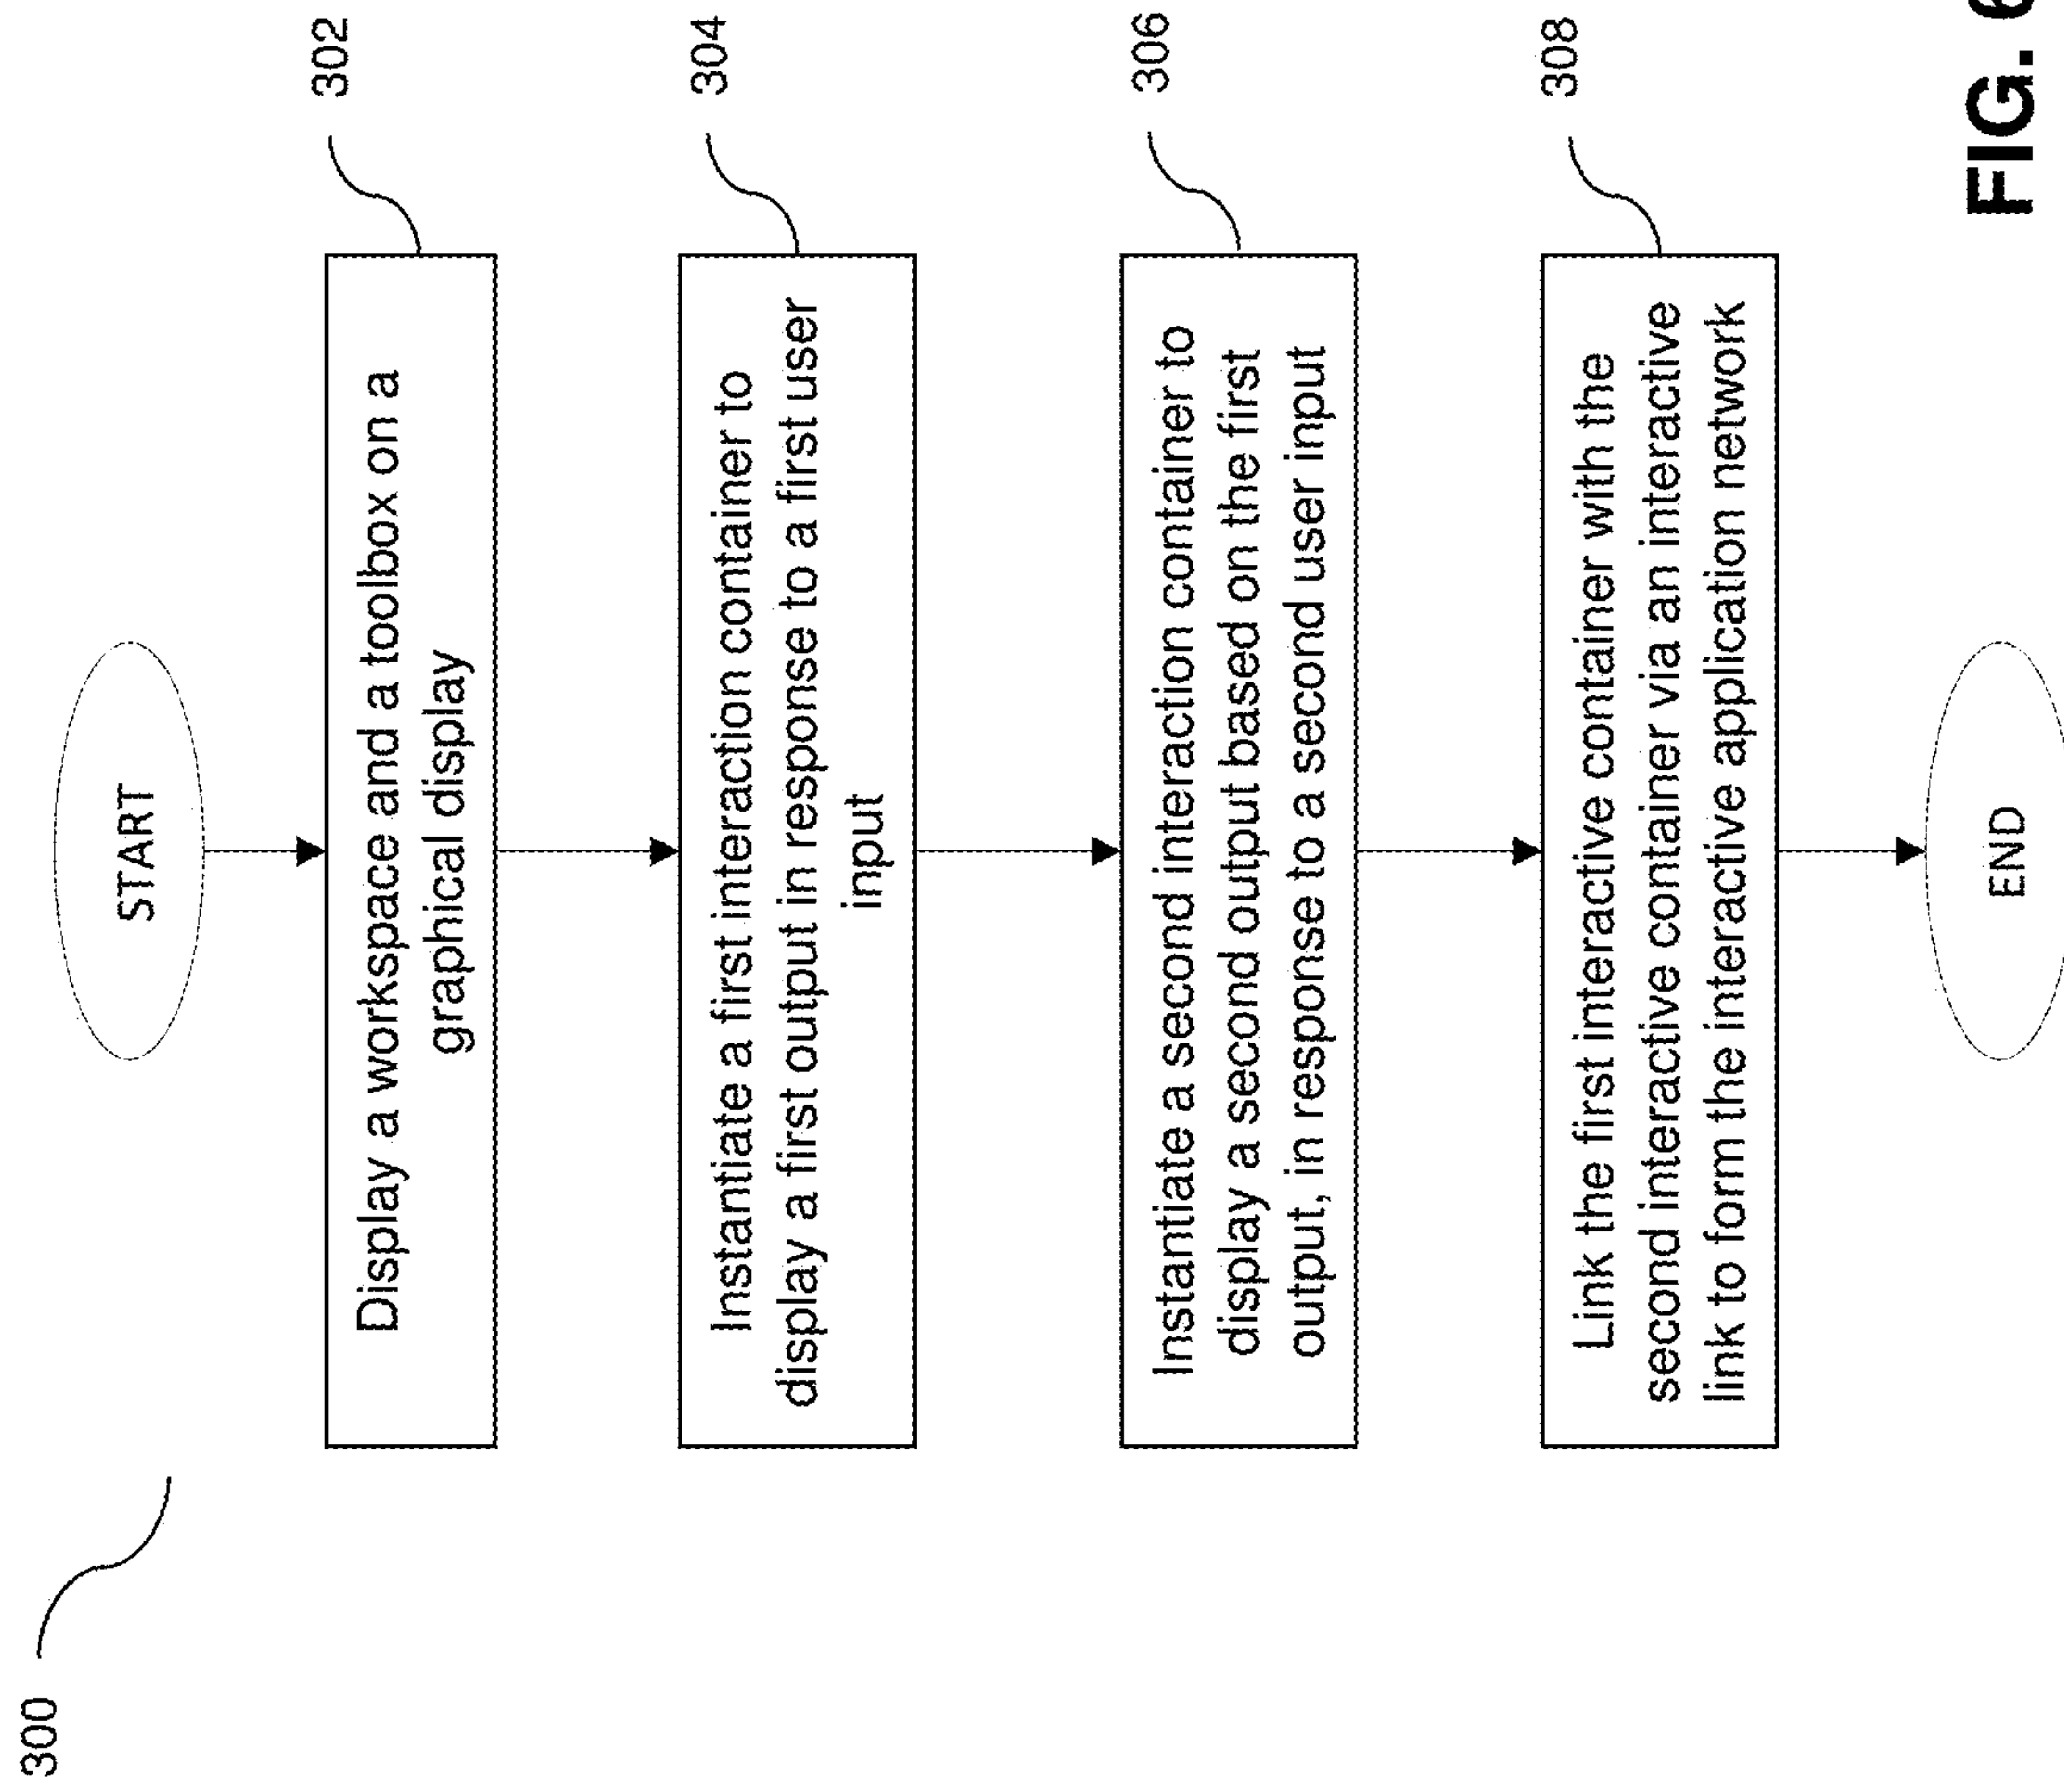 300
START
Display a workspace and a toolbox on a
graphical display
302
Instantiate a first interaction container to
display a first output in response to a first user
input
304
Instantiate a second interaction container to
display a second output based on the first
output, in response to a second user input
306
Link the first interactive container with the
second interactive container via an interactive
link to form the interactive application network
308
END
FIG. 6